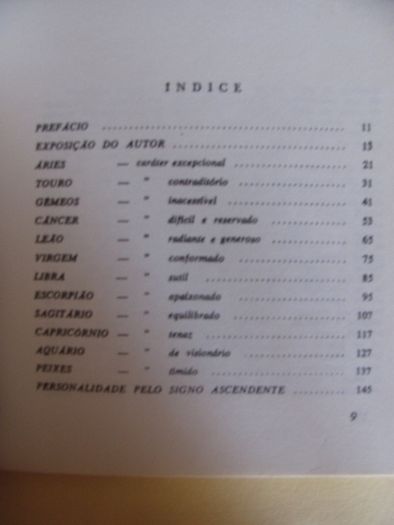 ÍNDICE
PREFÁCIO ........................................ 11
EXPOSIÇÃO DO AUTOR ........................... 15
ÁRIES — caráter excepcional .................... 21
TOURO — " contraditório .................... 31
GÊMEOS — " inacessível .................... 41
CÂNCER — " difícil e reservado .................... 53
LEÃO — " radiante e generoso .................... 65
VIRGEM — " conformado .................... 75
LIBRA — " sutil .................... 85
ESCORPIÃO — " apaixonado .................... 95
SAGITÁRIO — " equilibrado .................... 107
CAPRICÓRNIO — " tenaz .................... 117
AQUÁRIO — " de visionário .................... 127
PEIXES — " tímido .................... 137
PERSONALIDADE PELO SIGNO ASCENDENTE .......... 145
9